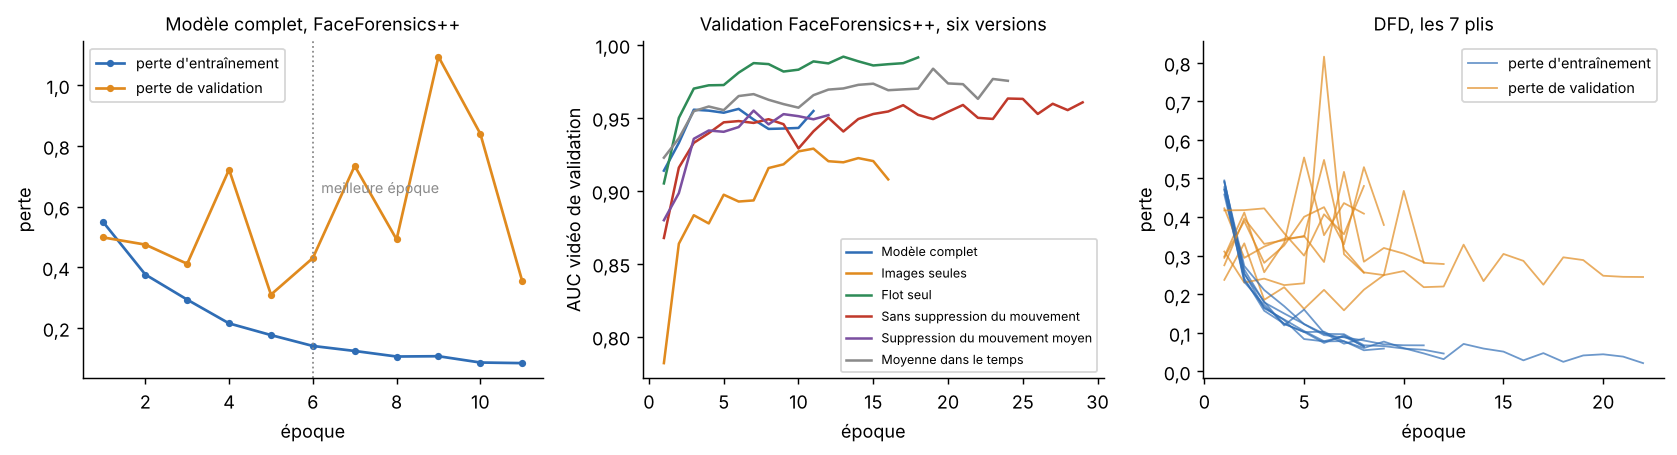 Modèle complet, FaceForensics++
perte d'entraînement
perte de validation
meilleure époque
perte
1,0
0,8
0,6
0,4
0,2
2
4
6
8
10
époque
Validation FaceForensics++, six versions
AUC vidéo de validation
1,00
0,95
0,90
0,85
0,80
Modèle complet
Images seules
Flot seul
Sans suppression du mouvement
Suppression du mouvement moyen
Moyenne dans le temps
0
5
10
15
20
25
30
époque
DFD, les 7 plis
perte d'entraînement
perte de validation
perte
0,8
0,7
0,6
0,5
0,4
0,3
0,2
0,1
0,0
0
5
10
15
20
époque